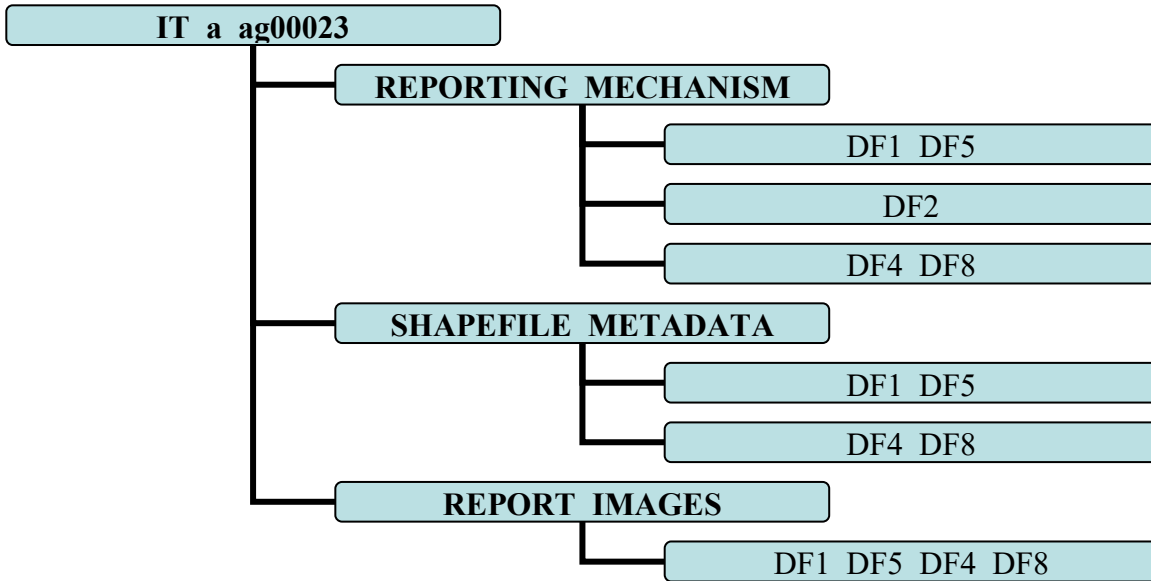 IT a ag00023
REPORTING MECHANISM
DF1 DF5
DF2
DF4 DF8
SHAPEFILE METADATA
DF1 DF5
DF4 DF8
REPORT IMAGES
DF1 DF5 DF4 DF8